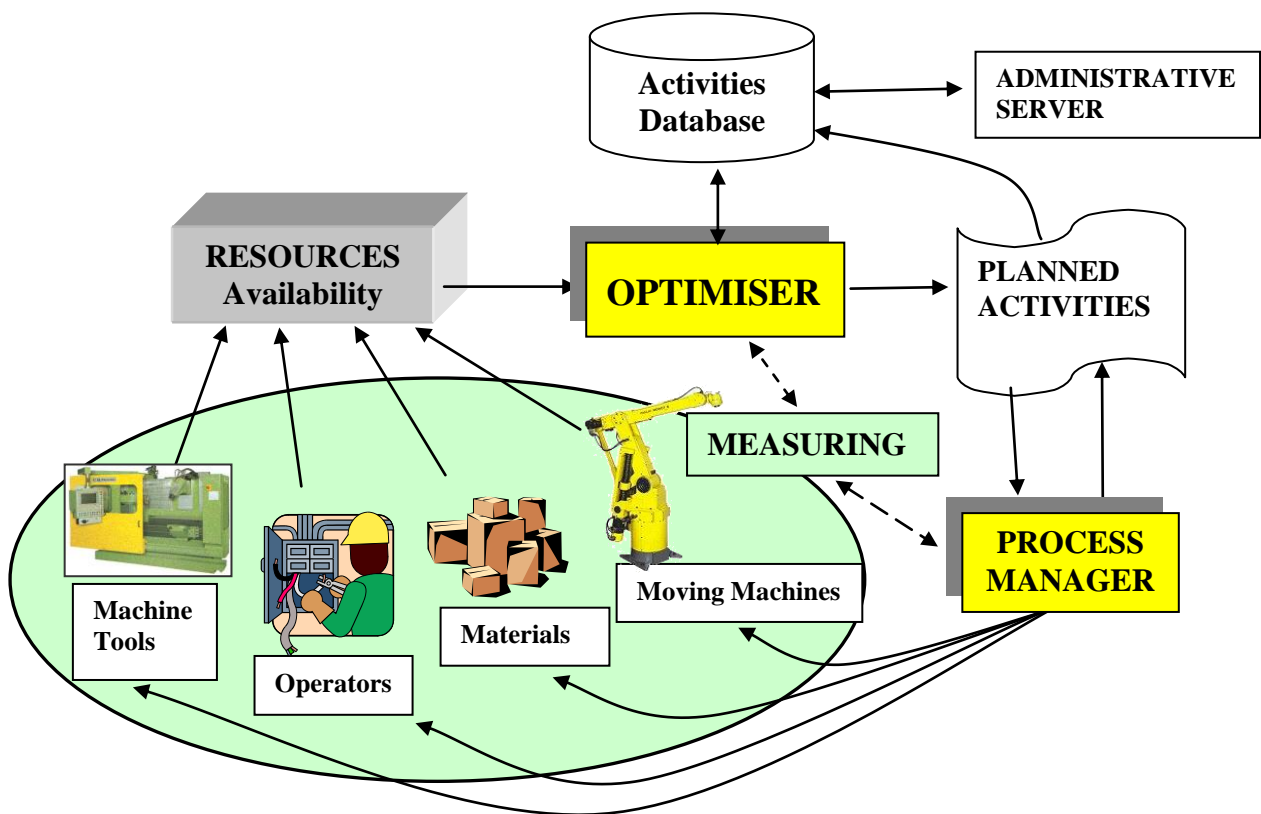 Activities
Database
ADMINISTRATIVE
SERVER
RESOURCES
Availability
OPTIMISER
PLANNED
ACTIVITIES
MEASURING
PROCESS
MANAGER
Moving Machines
Machine
Tools
Materials
Operators